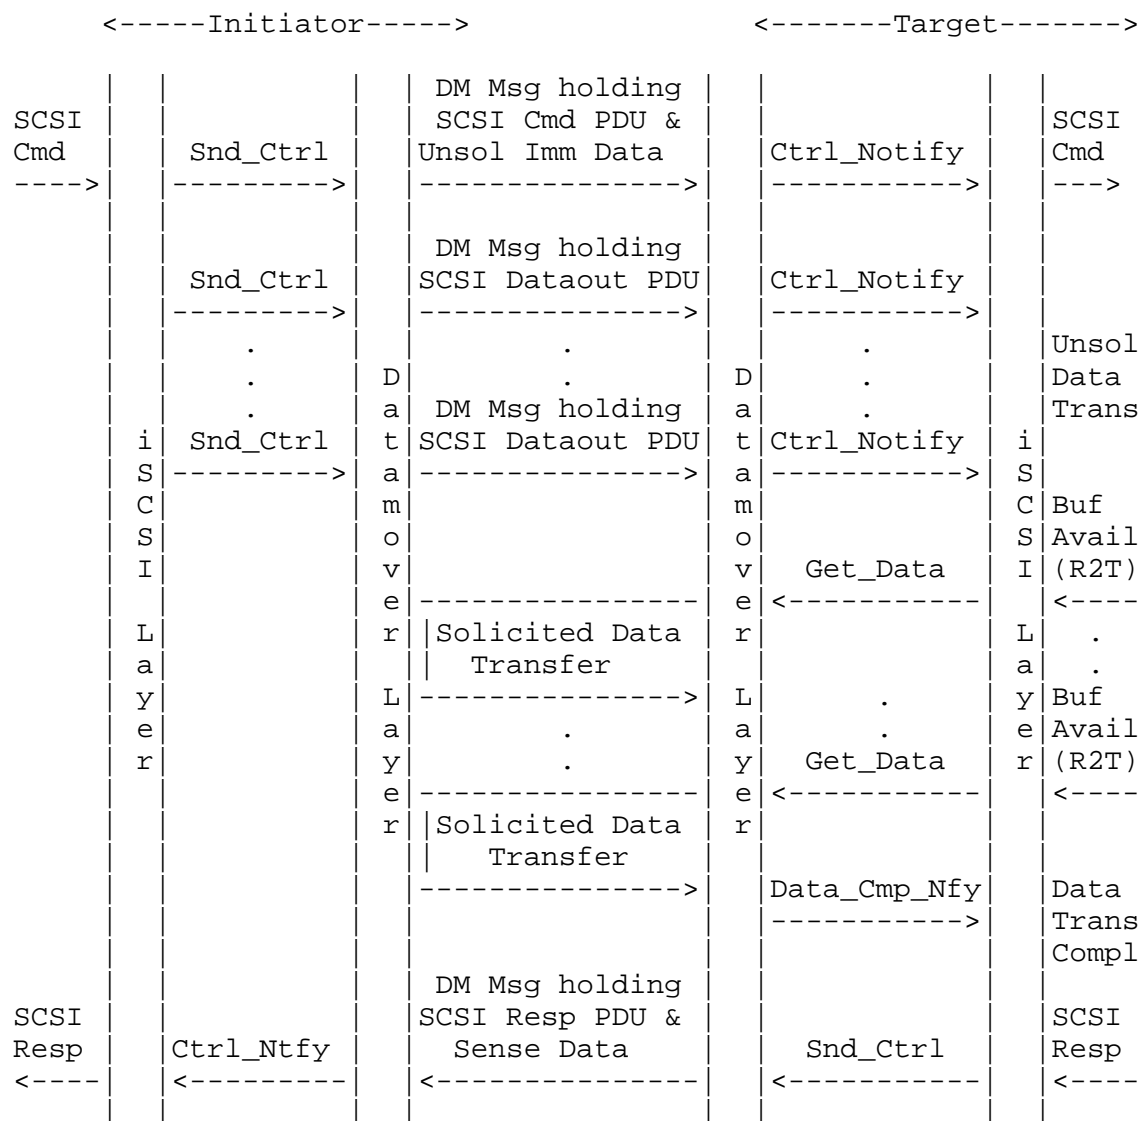 <-----Initiator----->                 <-------Target------->

      |  |           |  | DM Msg holding  |  |             |  |
SCSI  |  |           |  | SCSI Cmd PDU &  |  |             |  |SCSI
Cmd   |  | Snd_Ctrl  |  |Unsol Imm Data   |  |Ctrl_Notify  |  |Cmd
---->|  |--------->|  |--------------->|  |----------->|  |--->
      |  |           |  |                 |  |             |  |
      |  |           |  | DM Msg holding  |  |             |  |
      |  | Snd_Ctrl  |  |SCSI Dataout PDU|  |Ctrl_Notify  |  |
      |  |--------->|  |--------------->|  |----------->|  |
      |  |    .      |  |        .        |  |     .       |  |Unsol
      |  |    .      | D|        .        | D|     .       |  |Data
      |  |    .      | a| DM Msg holding  | a|     .       |  |Trans
      | i| Snd_Ctrl  | t|SCSI Dataout PDU| t|Ctrl_Notify  | i|
      | S|--------->| a|--------------->| a|----------->| S|
      | C|           | m|                 | m|             | C|Buf
      | S|           | o|                 | o|             | S|Avail
      | I|           | v|                 | v|  Get_Data   | I|(R2T)
      |  |           | e|----------------| e|<-----------|  |<----
      | L|           | r||Solicited Data  | r|             | L|  .
      | a|           |  ||  Transfer      |  |             | a|  .
      | y|           | L|--------------->| L|      .      | y|Buf
      | e|           | a|        .        | a|      .      | e|Avail
      | r|           | y|        .        | y|  Get_Data   | r|(R2T)
      |  |           | e|----------------| e|<-----------|  |<----
      |  |           | r||Solicited Data  | r|             |  |
      |  |           |  ||   Transfer     |  |             |  |
      |  |           |  |--------------->|  |Data_Cmp_Nfy|  |Data
      |  |           |  |                 |  |----------->|  |Trans
      |  |           |  |                 |  |             |  |Compl
      |  |           |  | DM Msg holding  |  |             |  |
SCSI  |  |           |  |SCSI Resp PDU &  |  |             |  |SCSI
Resp  |  |Ctrl_Ntfy  |  |  Sense Data     |  |  Snd_Ctrl   |  |Resp
<----|  |<---------|  |<---------------|  |<-----------|  |<----
      |  |           |  |                 |  |             |  |